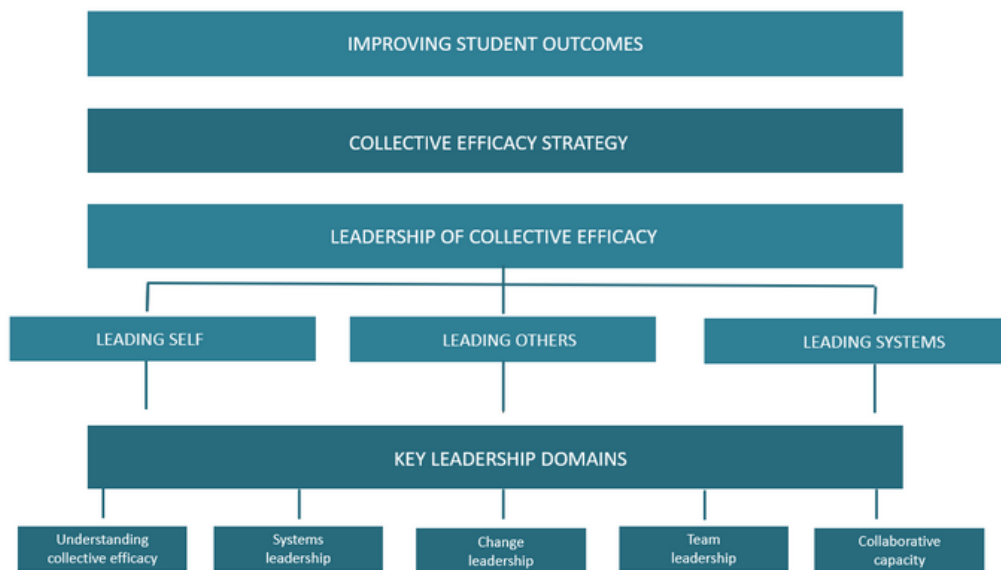 IMPROVING STUDENT OUTCOMES
COLLECTIVE EFFICACY STRATEGY
LEADERSHIP OF COLLECTIVE EFFICACY
LEADING SELF
LEADING OTHERS
LEADING SYSTEMS
KEY LEADERSHIP DOMAINS
Understanding
collective efficacy
Systems
leadership
Change
leadership
Team
leadership
Collaborative
capacity